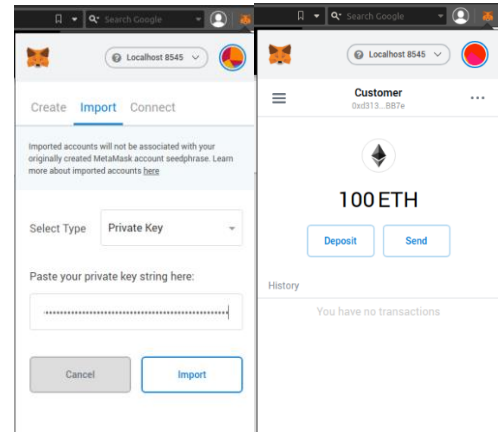 Search Google
Localhost 8545
Create Import Connect
Imported accounts will not be associated with your
originally created MetaMask account seedphrase. Learn
more about imported accounts here
Select Type Private Key
Paste your private key string here:
Cancel Import
Search Google
Localhost 8545
Customer
0xd313...BB7e
100 ETH
Deposit Send
History
You have no transactions